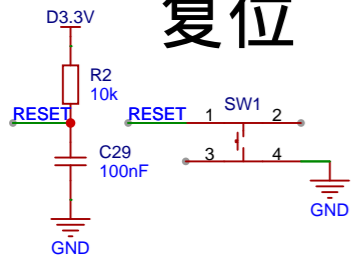 复位
D3.3V
R2
10k
RESET
C29
100nF
GND
RESET
SW1
1 2
3 4
GND